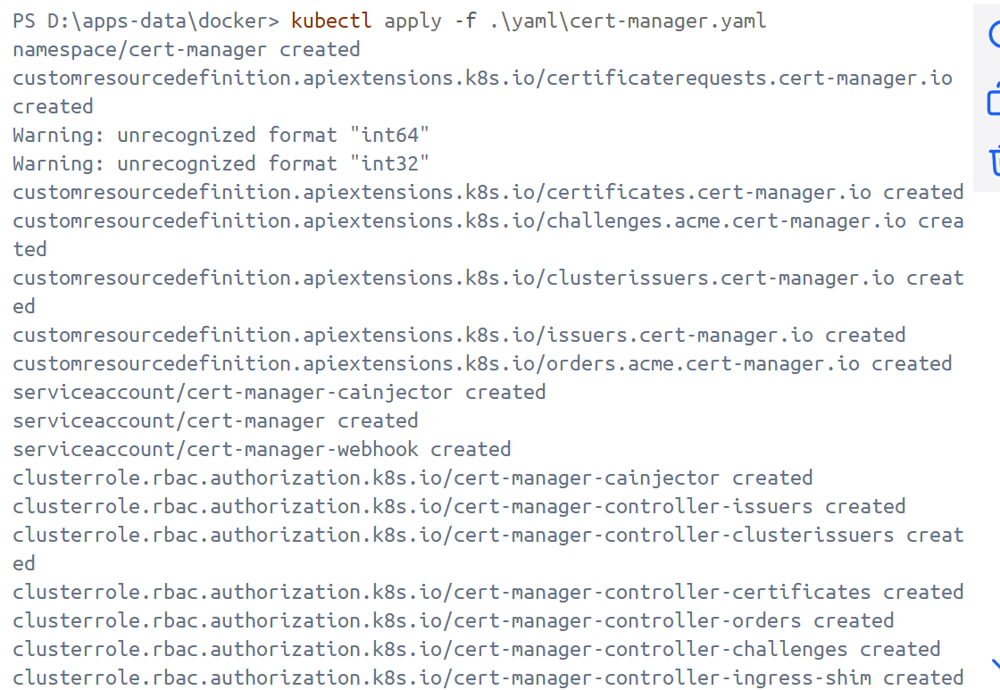 PS D:\apps-data\docker> kubectl apply -f .\yaml\cert-manager.yaml
namespace/cert-manager created
customresourcedefinition.apiextensions.k8s.io/certificaterequests.cert-manager.io
created
Warning: unrecognized format "int64"
Warning: unrecognized format "int32"
customresourcedefinition.apiextensions.k8s.io/certificates.cert-manager.io created
customresourcedefinition.apiextensions.k8s.io/challenges.acme.cert-manager.io crea
ted
customresourcedefinition.apiextensions.k8s.io/clusterissuers.cert-manager.io creat
ed
customresourcedefinition.apiextensions.k8s.io/issuers.cert-manager.io created
customresourcedefinition.apiextensions.k8s.io/orders.acme.cert-manager.io created
serviceaccount/cert-manager-cainjector created
serviceaccount/cert-manager created
serviceaccount/cert-manager-webhook created
clusterrole.rbac.authorization.k8s.io/cert-manager-cainjector created
clusterrole.rbac.authorization.k8s.io/cert-manager-controller-issuers created
clusterrole.rbac.authorization.k8s.io/cert-manager-controller-clusterissuers creat
ed
clusterrole.rbac.authorization.k8s.io/cert-manager-controller-certificates created
clusterrole.rbac.authorization.k8s.io/cert-manager-controller-orders created
clusterrole.rbac.authorization.k8s.io/cert-manager-controller-challenges created
clusterrole.rbac.authorization.k8s.io/cert-manager-controller-ingress-shim created